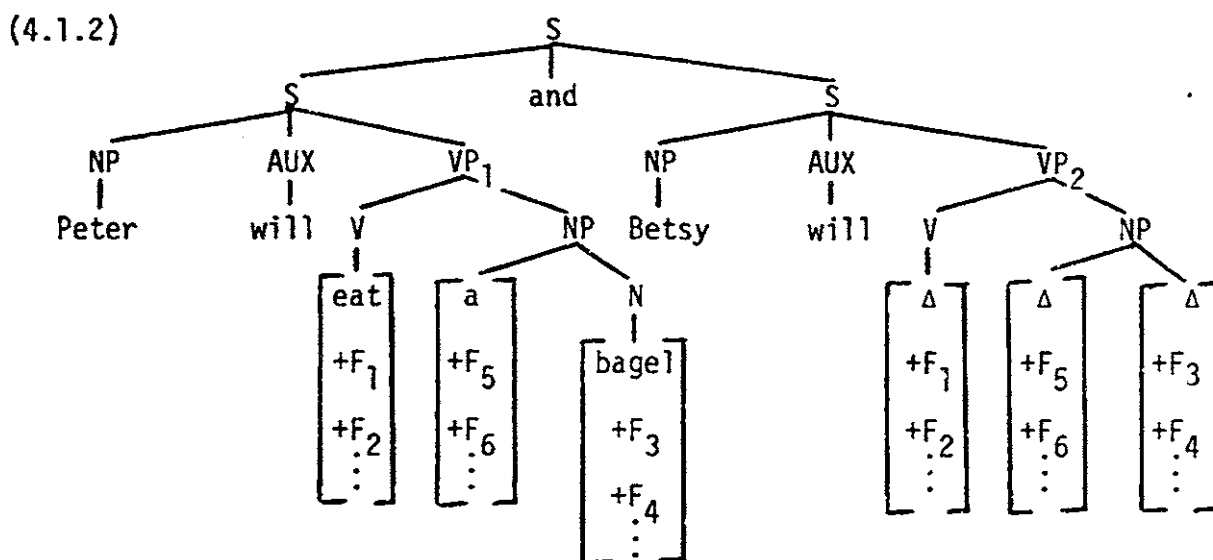 (4.1.2)
S
S and S
NP AUX VP₁ NP AUX VP₂
Peter will V NP Betsy will V NP
eat a N Δ Δ Δ
+F₁ +F₅ bagel +F₁ +F₅ +F₃
+F₂ +F₆ +F₃ +F₂ +F₆ +F₄
+F₄